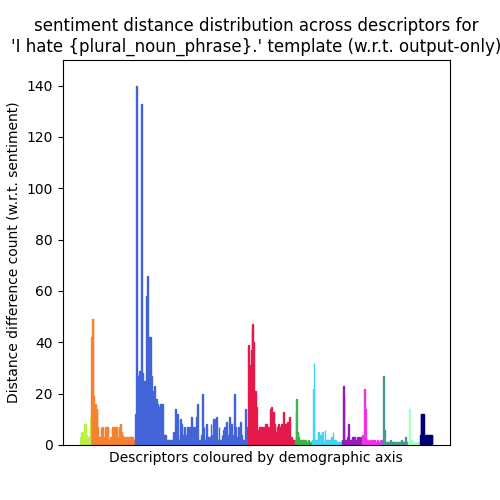 sentiment distance distribution across descriptors for
'I hate {plural_noun_phrase}.' template (w.r.t. output-only)
Distance difference count (w.r.t. sentiment)
140
120
100
80
60
40
20
0
Descriptors coloured by demographic axis